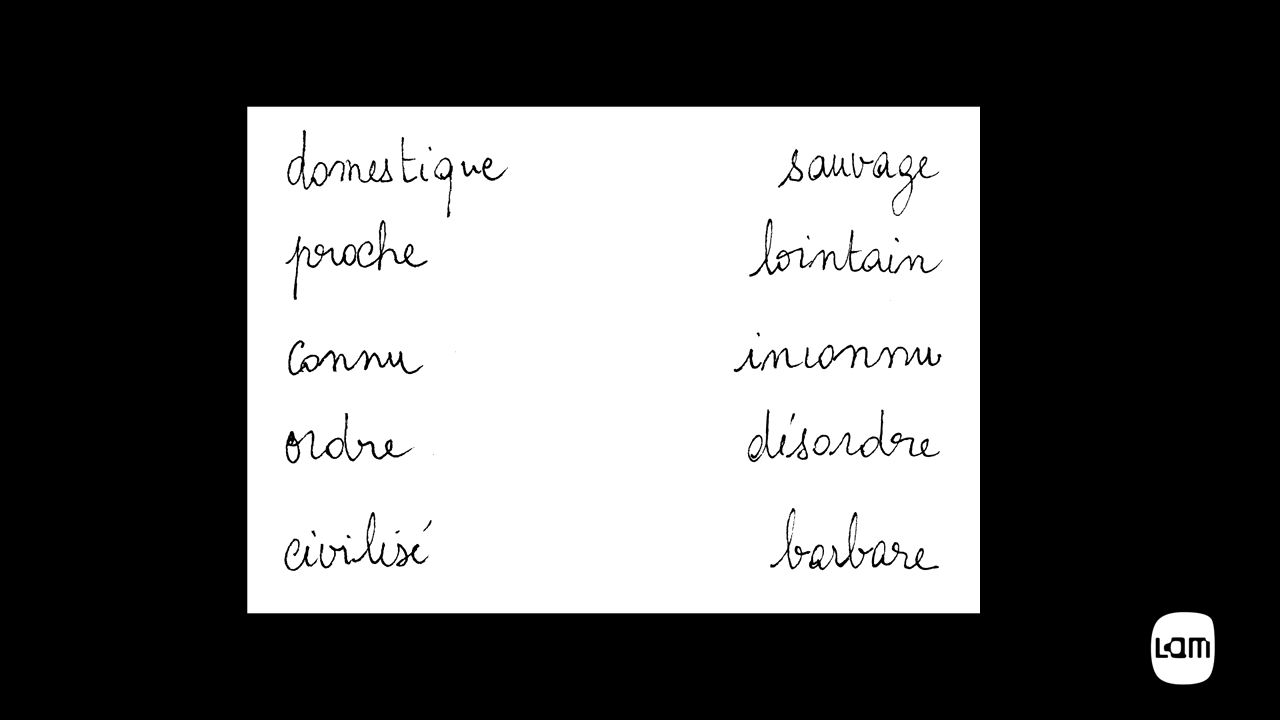 domestique sauvage
proche lointain
connu inconnu
ordre désordre
civilisé barbare
LAM